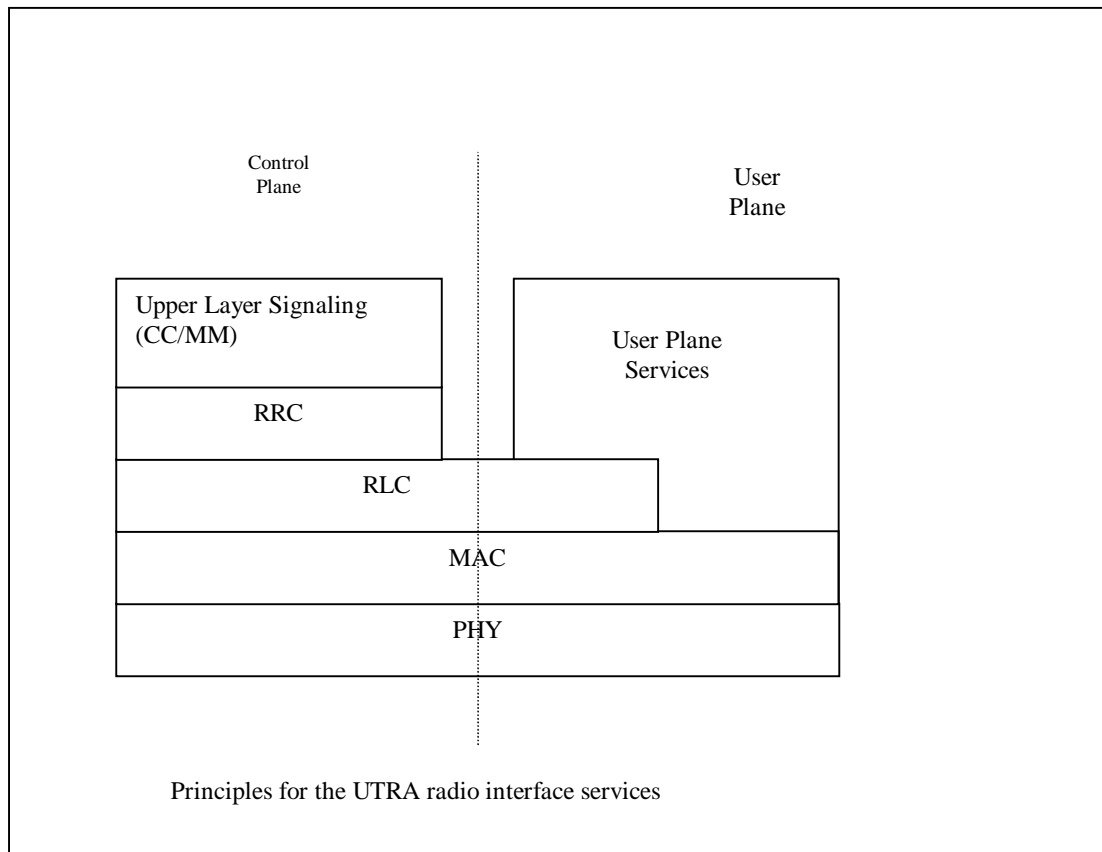 Control
Plane
User
Plane
Upper Layer Signaling
(CC/MM)
User Plane
Services
RRC
RLC
MAC
PHY
Principles for the UTRA radio interface services